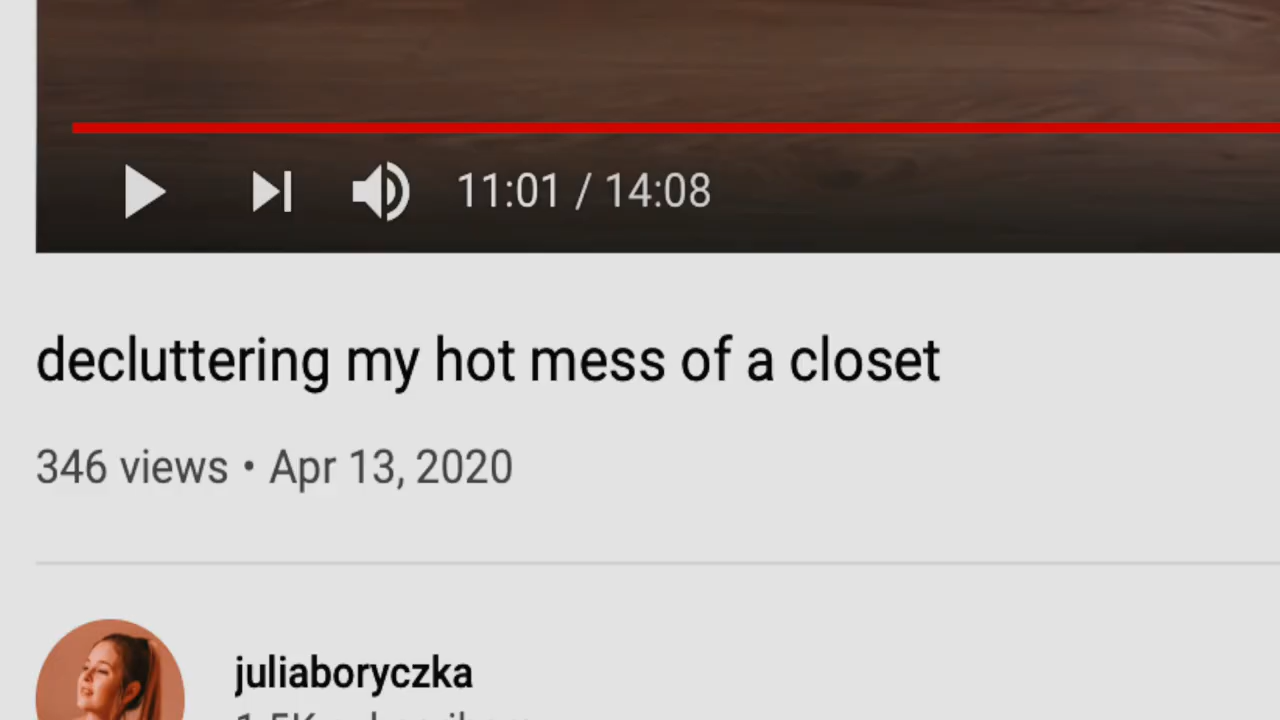 11:01 / 14:08
decluttering my hot mess of a closet
346 views • Apr 13, 2020
juliaboryczka